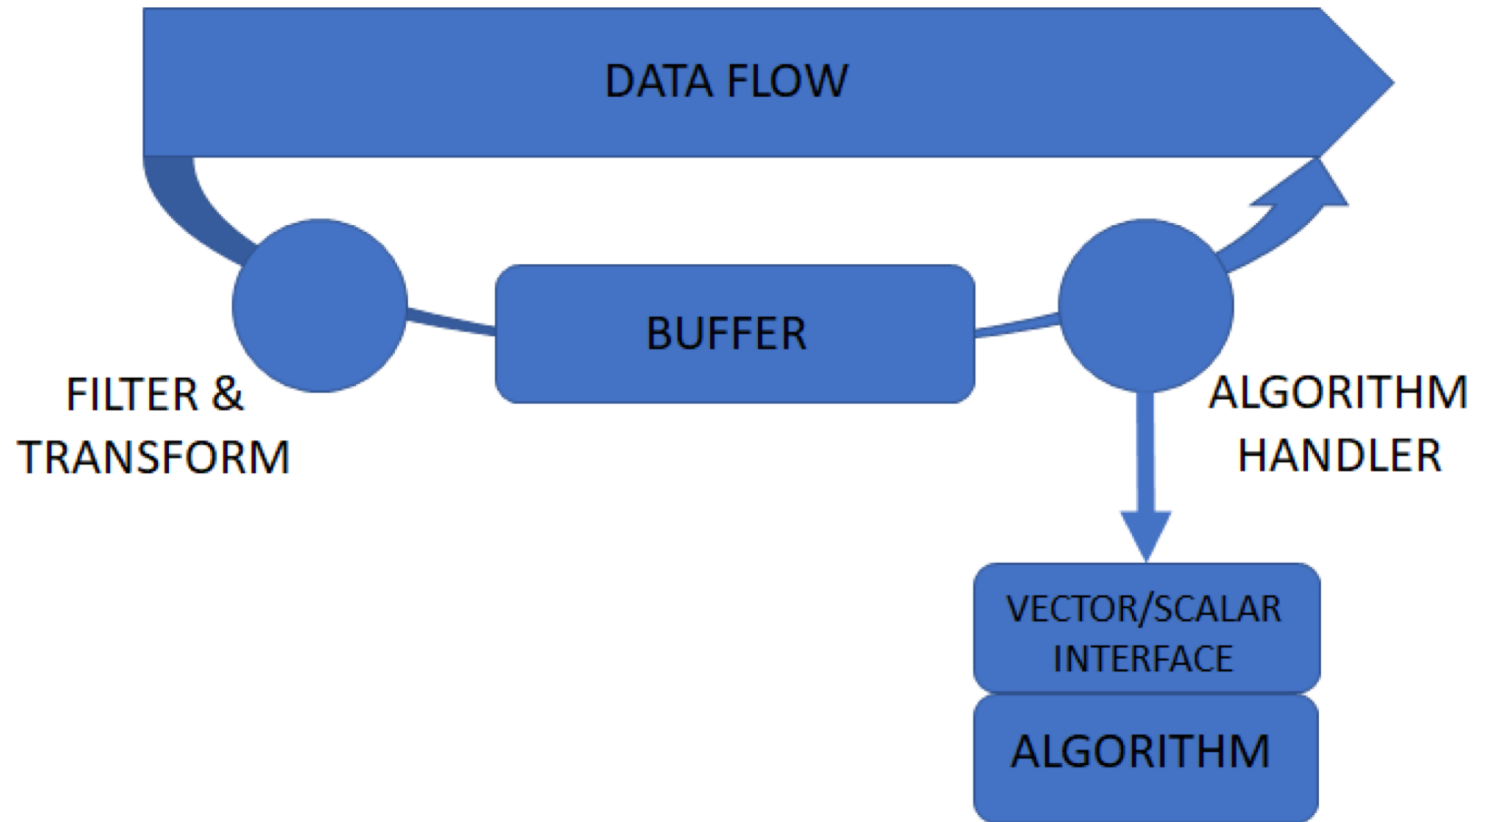 DATA FLOW
BUFFER
FILTER &
TRANSFORM
ALGORITHM
HANDLER
VECTOR/SCALAR
INTERFACE
ALGORITHM